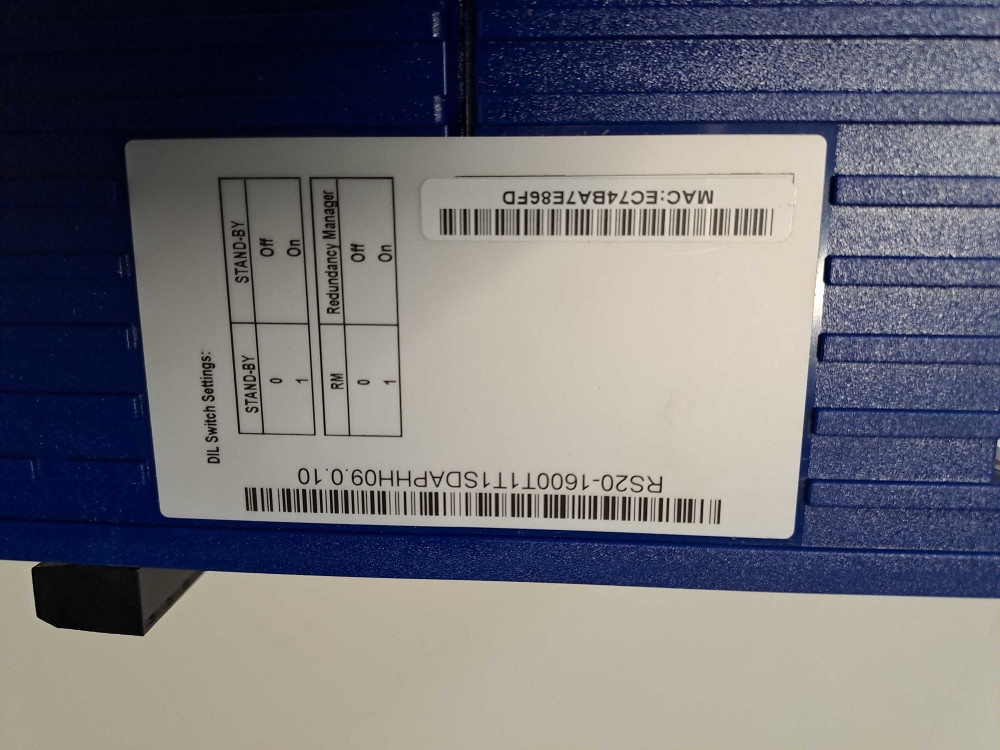 DIL Switch Settings:
STAND-BY STAND-BY
0 Off
1 On
RM Redundancy Manager
0 Off
1 On
MAC:EC74BA7E86FD
RS20-1600T1T1SDAPHH09.0.10